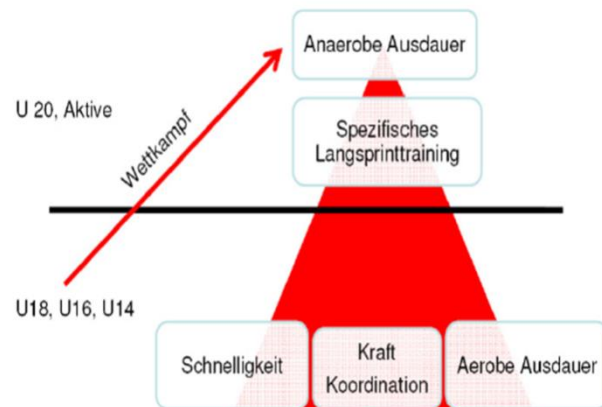 Anaerobe Ausdauer
U 20, Aktive
Wettkampf
Spezifisches
Langsprinttraining
U18, U16, U14
Schnelligkeit
Kraft
Koordination
Aerobe Ausdauer